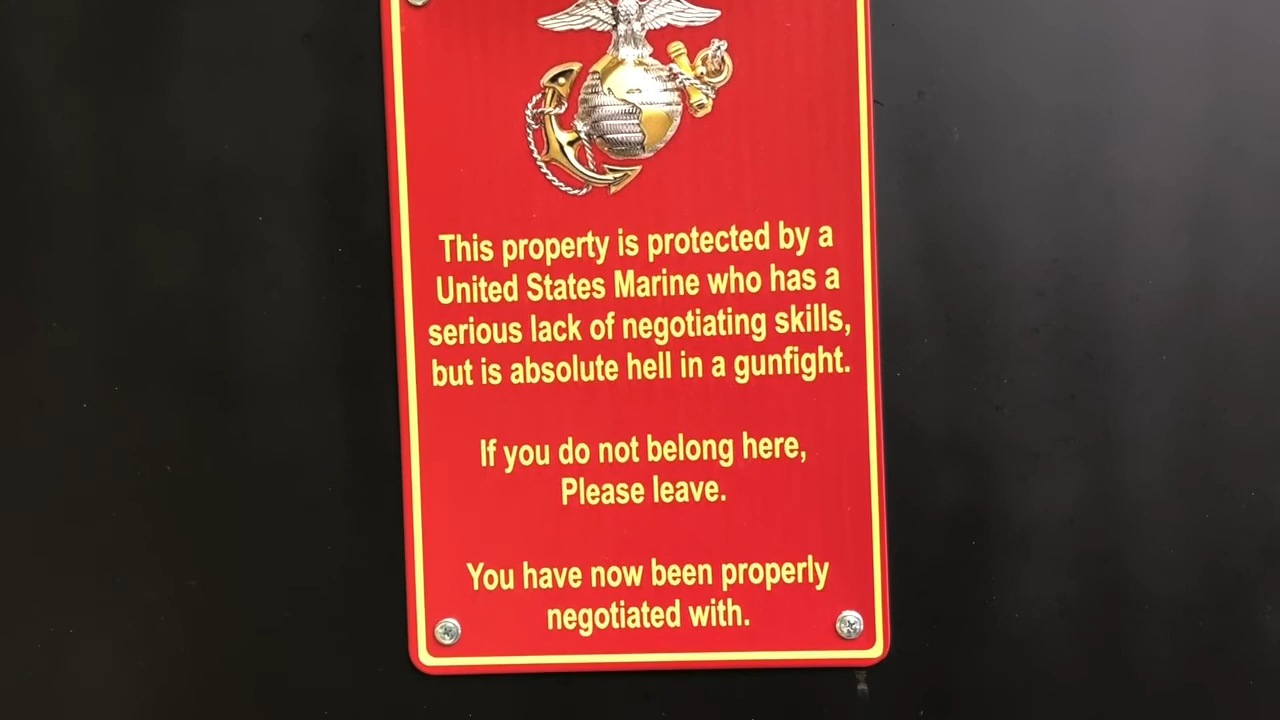 This property is protected by a
United States Marine who has a
serious lack of negotiating skills,
but is absolute hell in a gunfight.
If you do not belong here,
Please leave.
You have now been properly
negotiated with.